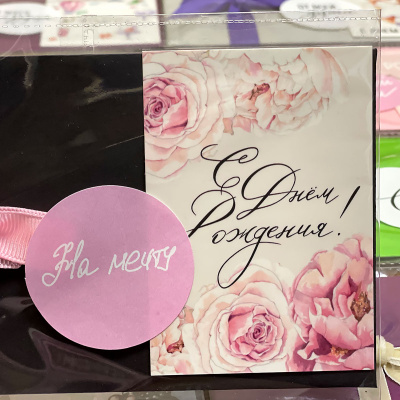 С Днём
Рождения!
На мечту